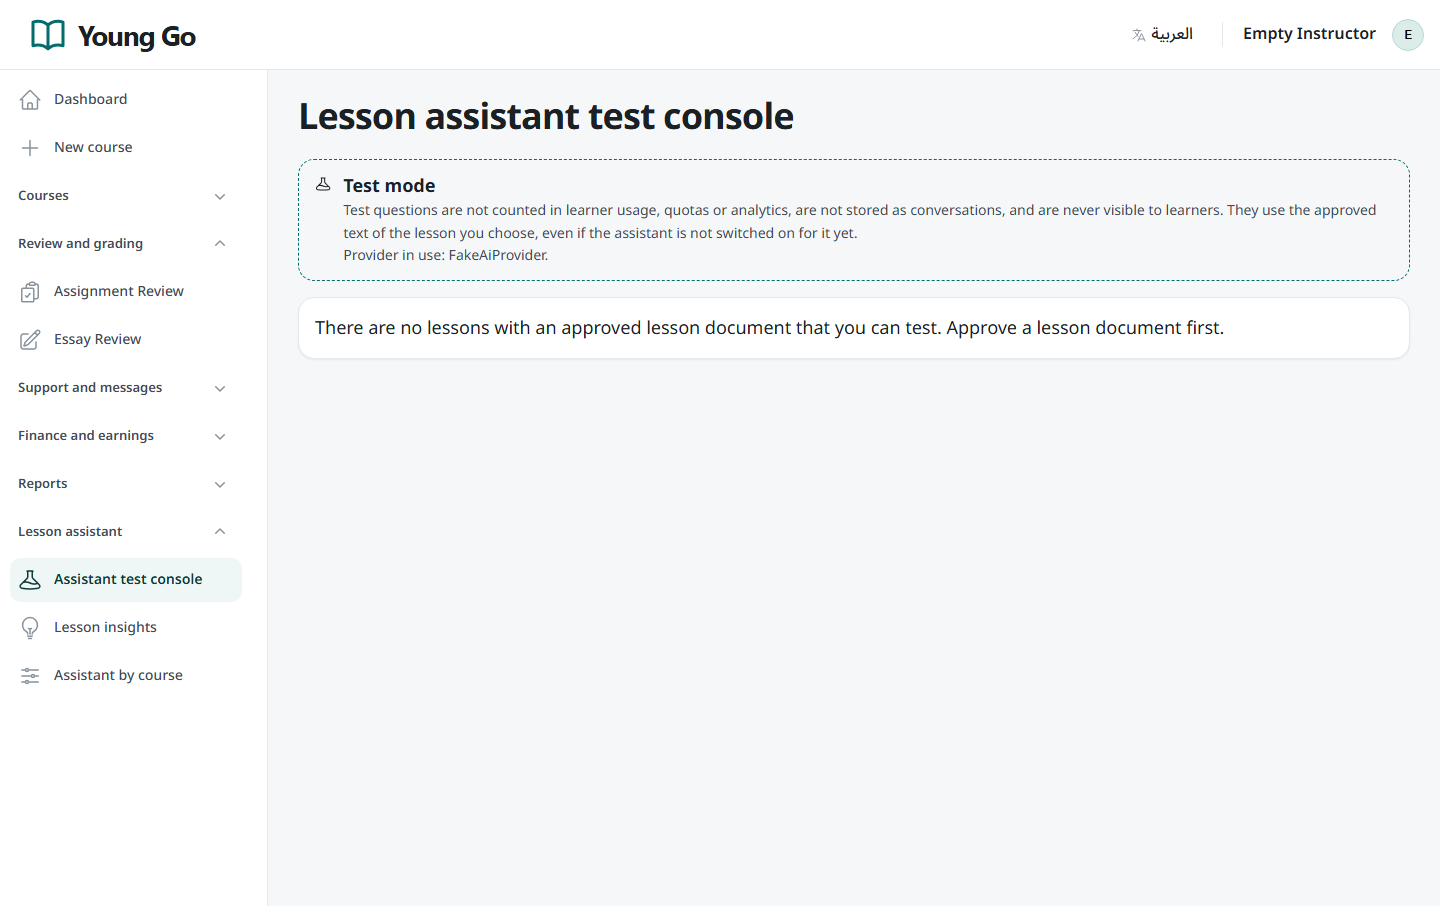 Young Go
العربية
Empty Instructor
E
Dashboard
New course
Courses
Review and grading
Assignment Review
Essay Review
Support and messages
Finance and earnings
Reports
Lesson assistant
Assistant test console
Lesson insights
Assistant by course
Lesson assistant test console
Test mode
Test questions are not counted in learner usage, quotas or analytics, are not stored as conversations, and are never visible to learners. They use the approved
text of the lesson you choose, even if the assistant is not switched on for it yet.
Provider in use: FakeAiProvider.
There are no lessons with an approved lesson document that you can test. Approve a lesson document first.